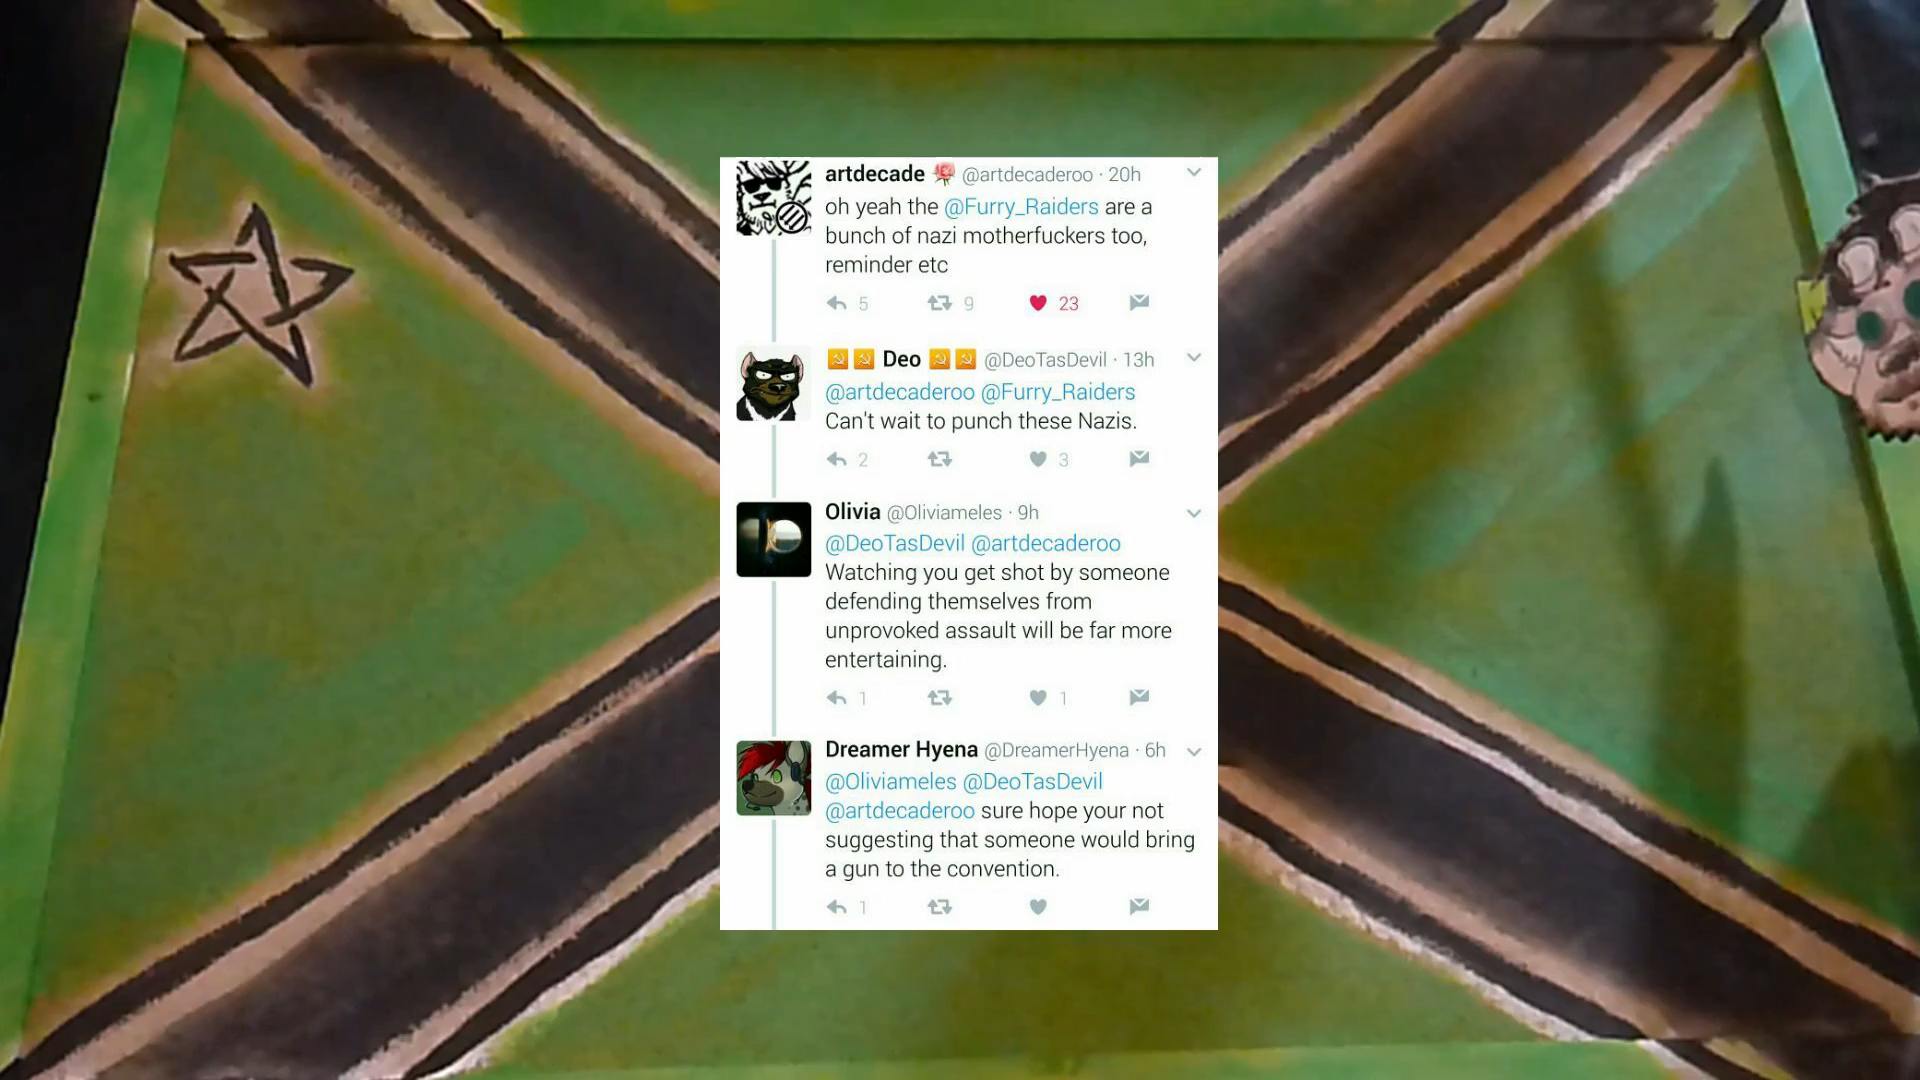 artdecade 🌹 @artdecaderoo · 20h
oh yeah the @Furry_Raiders are a
bunch of nazi motherfuckers too,
reminder etc
5 9 23
Deo @DeoTasDevil · 13h
@artdecaderoo @Furry_Raiders
Can't wait to punch these Nazis.
2 3
Olivia @Oliviameles · 9h
@DeoTasDevil @artdecaderoo
Watching you get shot by someone
defending themselves from
unprovoked assault will be far more
entertaining.
1 1
Dreamer Hyena @DreamerHyena · 6h
@Oliviameles @DeoTasDevil
@artdecaderoo sure hope your not
suggesting that someone would bring
a gun to the convention.
1